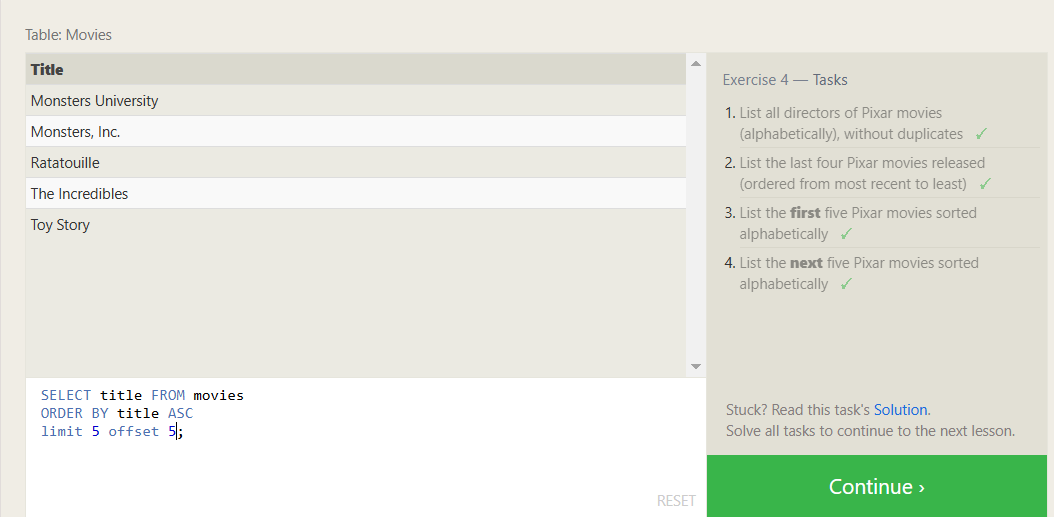 Table: Movies
Title
Monsters University
Monsters, Inc.
Ratatouille
The Incredibles
Toy Story
SELECT title FROM movies
ORDER BY title ASC
limit 5 offset 5;
RESET
Exercise 4 — Tasks
1. List all directors of Pixar movies
(alphabetically), without duplicates ✓
2. List the last four Pixar movies released
(ordered from most recent to least) ✓
3. List the first five Pixar movies sorted
alphabetically ✓
4. List the next five Pixar movies sorted
alphabetically ✓
Stuck? Read this task's Solution.
Solve all tasks to continue to the next lesson.
Continue ›